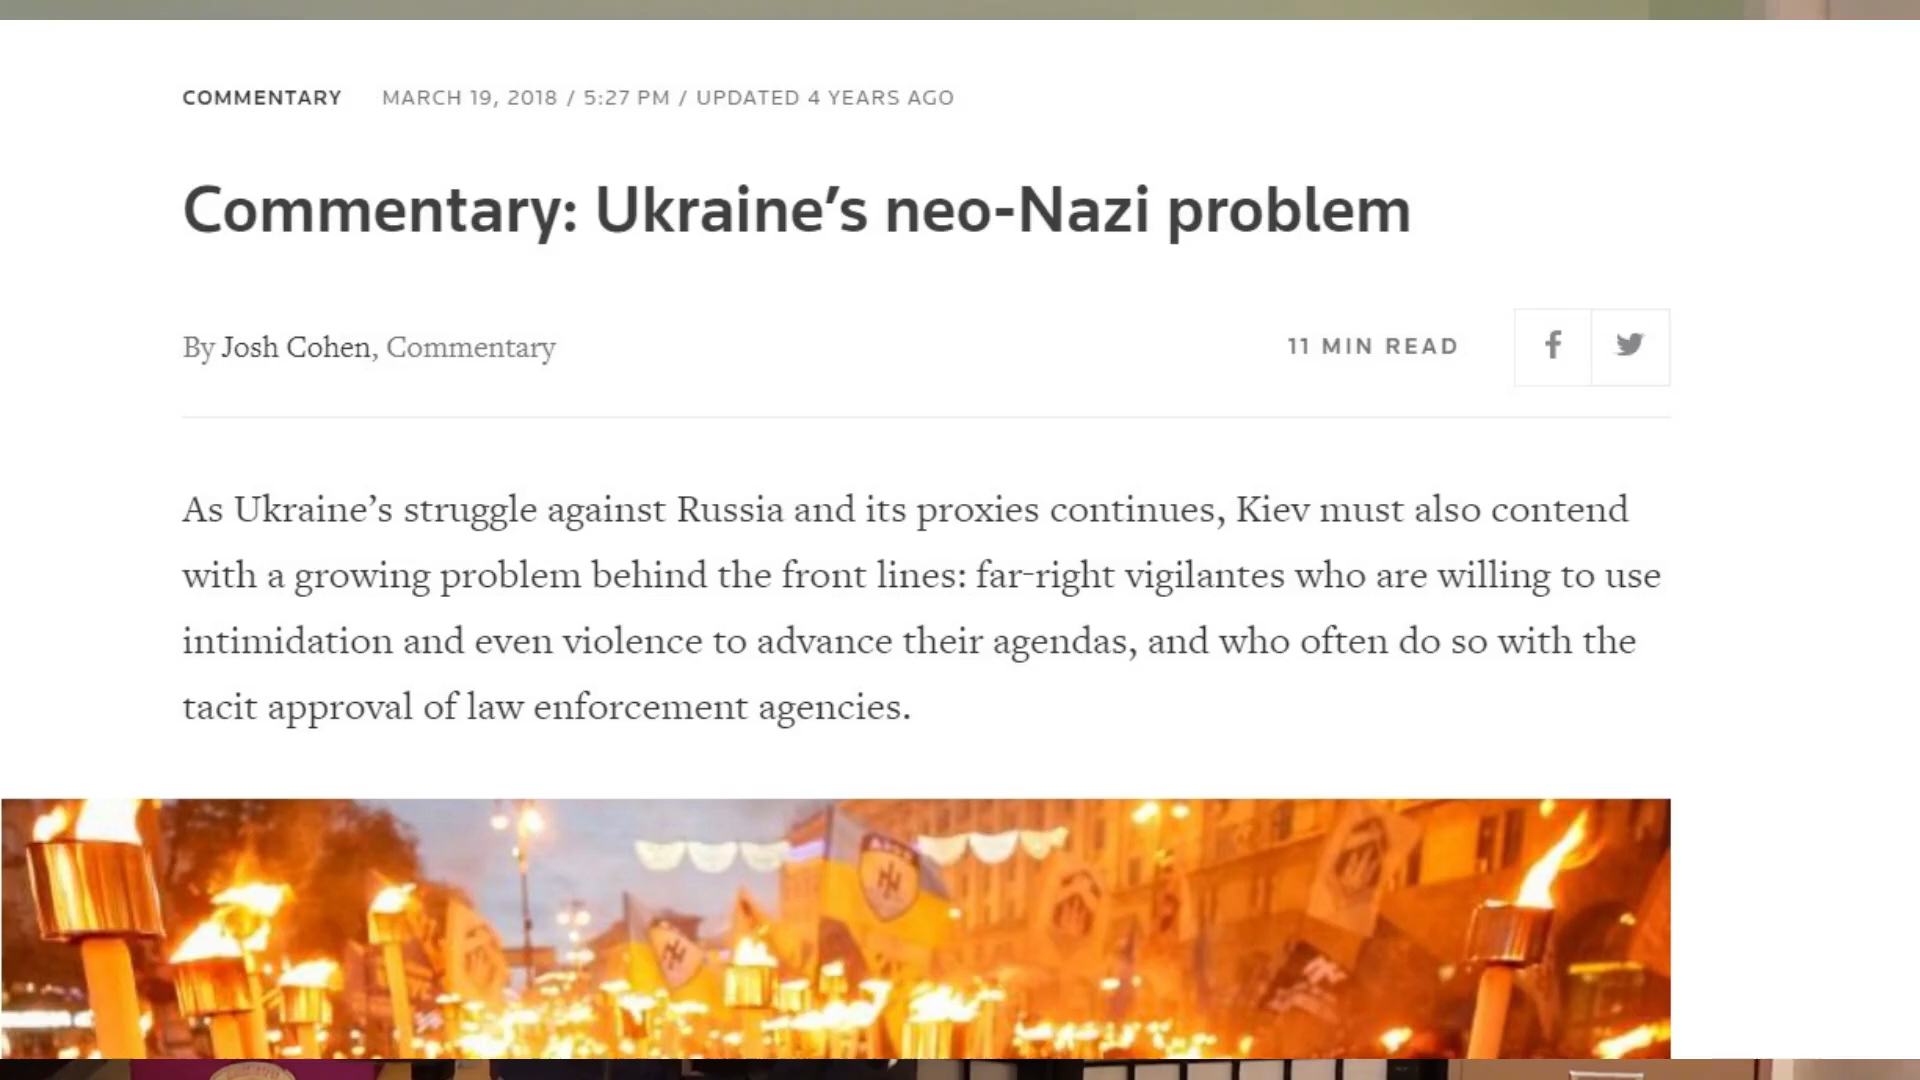 COMMENTARY MARCH 19, 2018 / 5:27 PM / UPDATED 4 YEARS AGO
Commentary: Ukraine’s neo-Nazi problem
By Josh Cohen, Commentary
11 MIN READ
As Ukraine’s struggle against Russia and its proxies continues, Kiev must also contend
with a growing problem behind the front lines: far-right vigilantes who are willing to use
intimidation and even violence to advance their agendas, and who often do so with the
tacit approval of law enforcement agencies.